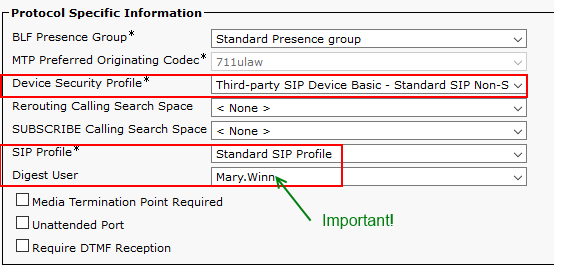 Protocol Specific Information
BLF Presence Group* Standard Presence group
MTP Preferred Originating Codec* 711ulaw
Device Security Profile* Third-party SIP Device Basic - Standard SIP Non-S
Rerouting Calling Search Space < None >
SUBSCRIBE Calling Search Space < None >
SIP Profile* Standard SIP Profile
Digest User Mary.Winn
Media Termination Point Required
Unattended Port Important!
Require DTMF Reception